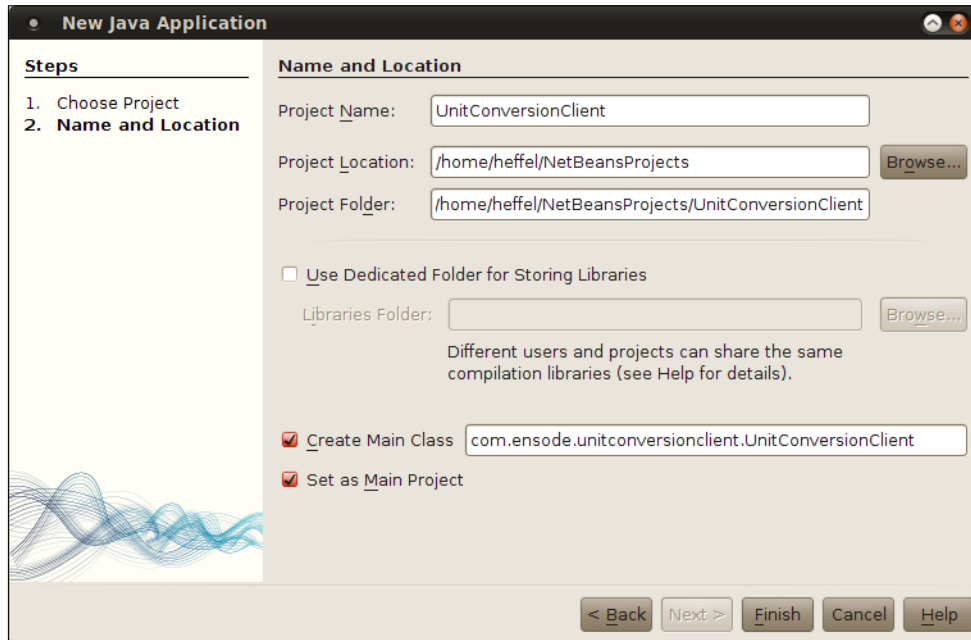 New Java Application
Steps
1. Choose Project
2. Name and Location
Name and Location
Project Name: UnitConversionClient
Project Location: /home/heffel/NetBeansProjects Browse...
Project Folder: /home/heffel/NetBeansProjects/UnitConversionClient
Use Dedicated Folder for Storing Libraries
Libraries Folder: Browse...
Different users and projects can share the same
compilation libraries (see Help for details).
Create Main Class com.ensode.unitconversionclient.UnitConversionClient
Set as Main Project
< Back Next > Finish Cancel Help